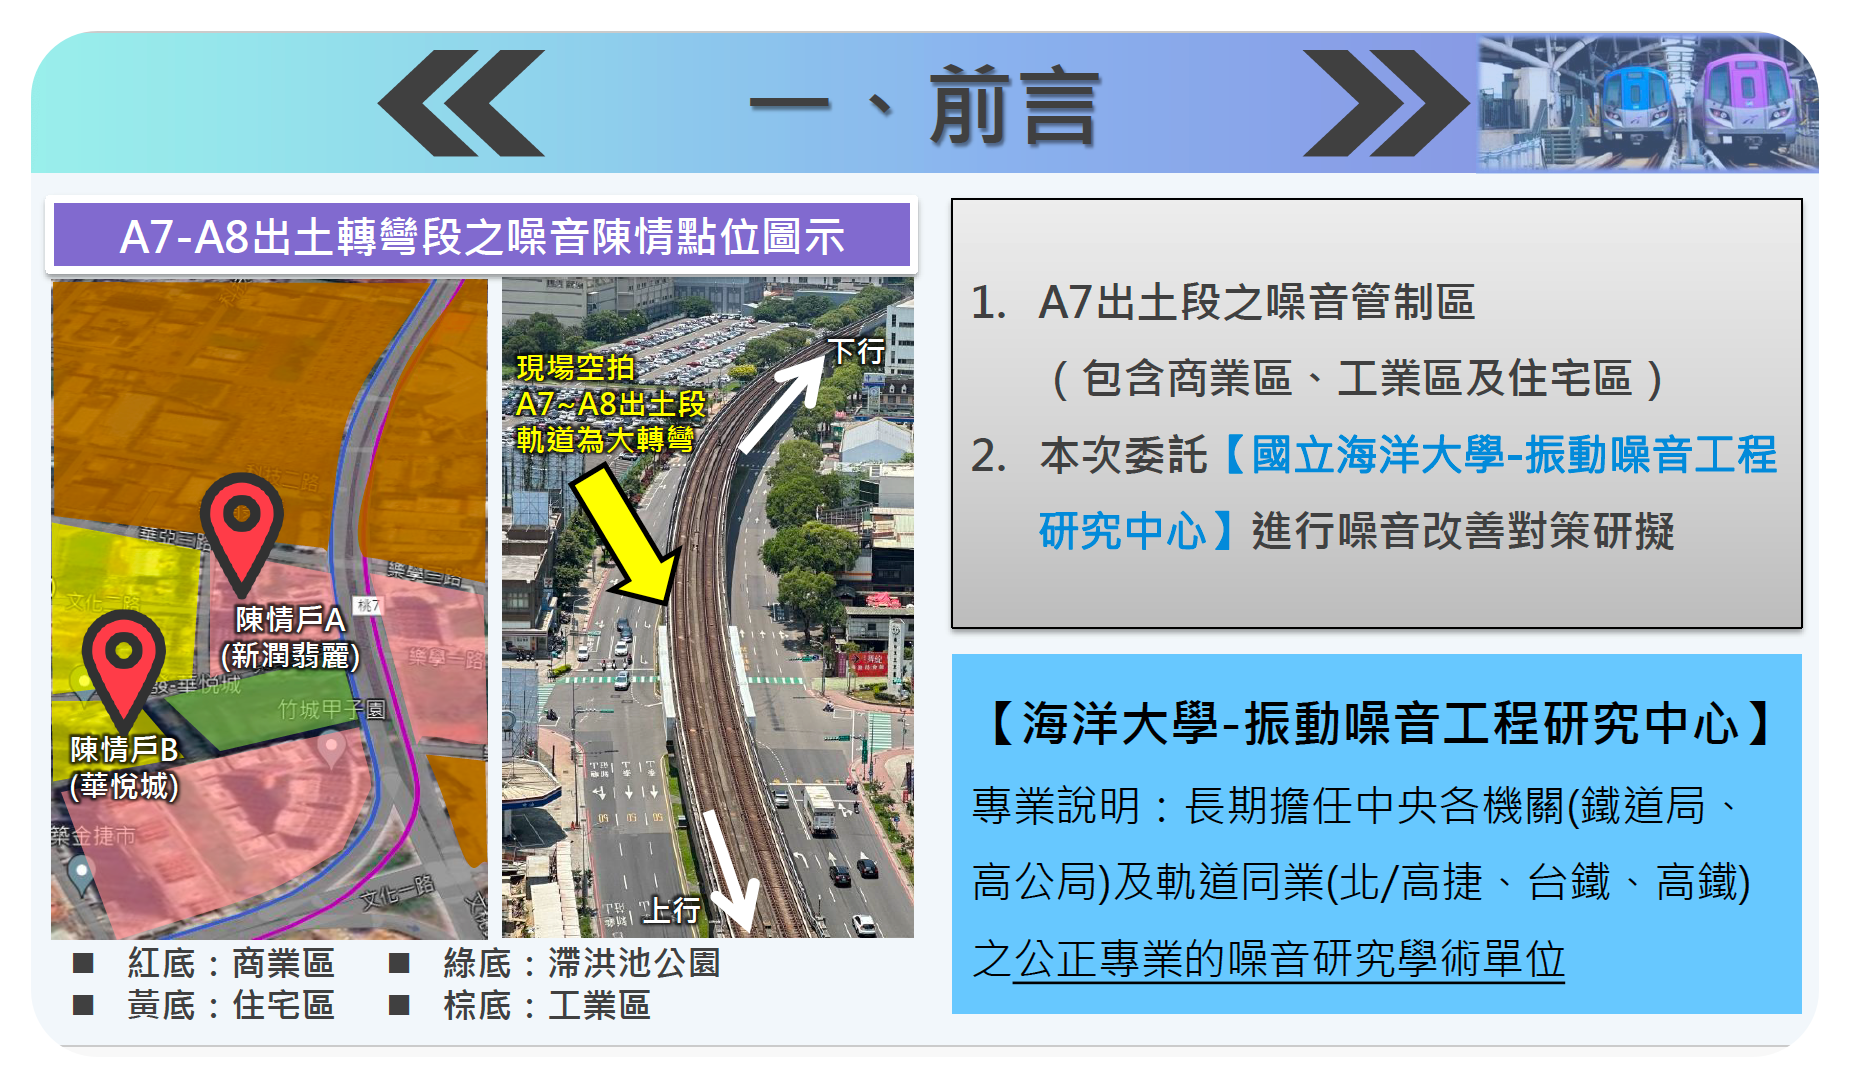 一、前言
A7-A8出土轉彎段之噪音陳情點位圖示
科技二路
華亞三路
樂學三路
文化二路
桃7
陳情戶A
(新潤翡麗)
樂學一路
發-華悅城
竹城甲子園
陳情戶B
(華悅城)
築金捷市
文化一路
現場空拍
A7~A8出土段
軌道為大轉彎
下行
上行
■ 紅底：商業區
■ 綠底：滯洪池公園
■ 黃底：住宅區
■ 棕底：工業區
1. A7出土段之噪音管制區
（包含商業區、工業區及住宅區）
2. 本次委託【國立海洋大學-振動噪音工程
研究中心】進行噪音改善對策研擬
【海洋大學-振動噪音工程研究中心】
專業說明：長期擔任中央各機關(鐵道局、
高公局)及軌道同業(北/高捷、台鐵、高鐵)
之公正專業的噪音研究學術單位